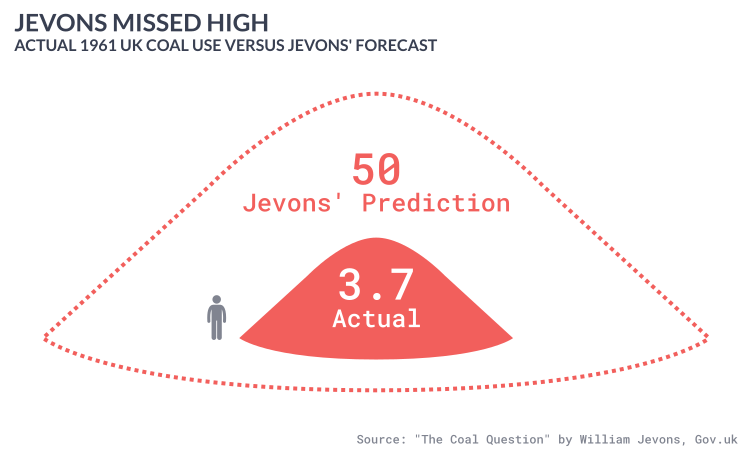 JEVONS MISSED HIGH
ACTUAL 1961 UK COAL USE VERSUS JEVONS' FORECAST
50
Jevons' Prediction
3.7
Actual
Source: "The Coal Question" by William Jevons, Gov.uk